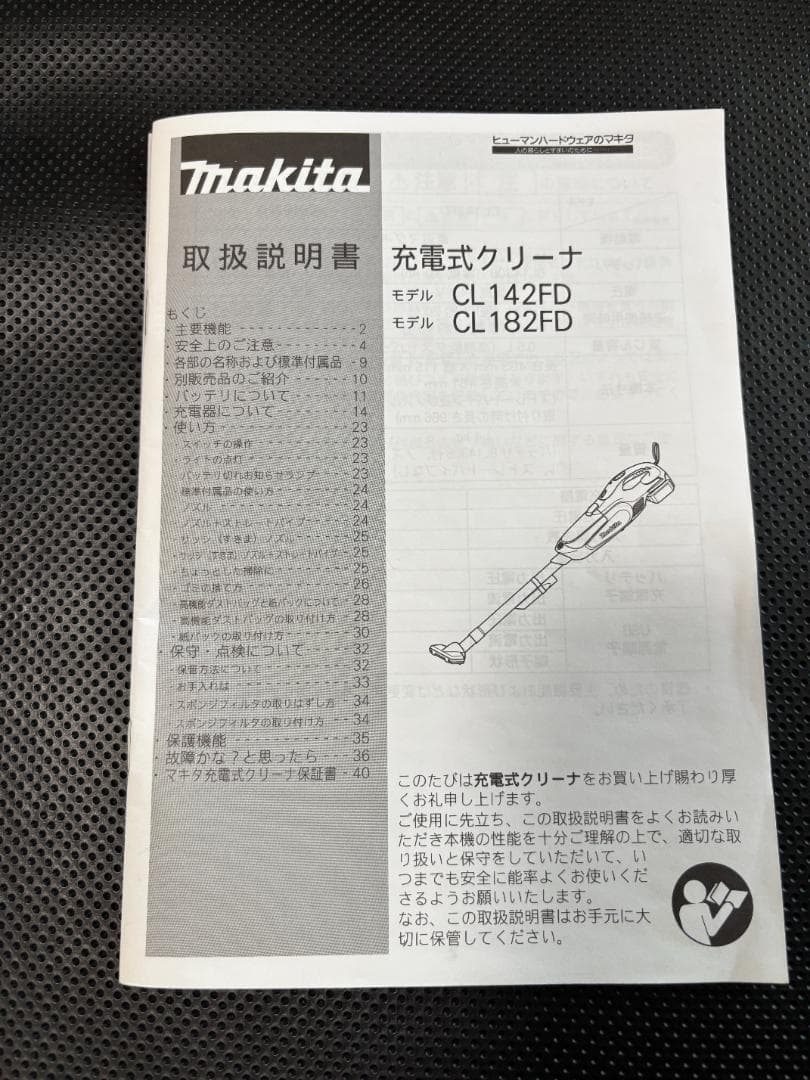 ヒューマンハードウェアのマキタ
人の暮らしとすまいのために
makita
取扱説明書
もくじ
・主要機能 ------------ 2
・安全上のご注意 ------- 4
・各部の名称および標準付属品 - 9
・別販売品のご紹介 ----- 10
・バッテリについて ----- 11
・充電器について ------ 14
・使い方 ------------ 23
・スイッチの操作 -------- 23
・ライトの点灯 --------- 23
・バッテリ切れお知らせランプ --- 23
・標準付属品の使い方 ------ 24
・ノズル ------------ 24
・ノズル+ストレートパイプ --- 24
・サッシ（すきま）ノズル ---- 25
・サッシ（すきま）ノズル+ストレートパイプ - 25
・ちょっとした掃除に ------ 25
・ゴミの捨て方 --------- 26
・高機能ダストバッグと紙パックについて - 28
・高機能ダストバッグの取り付け方 - 28
・紙パックの取り付け方 ----- 30
・保守・点検について ---- 32
・保管方法について ------- 32
・お手入れは ---------- 33
・スポンジフィルタの取りはずし方 - 34
・スポンジフィルタの取り付け方 - 34
・保護機能 ----------- 35
・故障かな？と思ったら --- 36
・マキタ充電式クリーナ保証書 - 40
充電式クリーナ
モデル CL142FD
モデル CL182FD
makita
このたびは充電式クリーナをお買い上げ賜わり厚
くお礼申し上げます。
ご使用に先立ち、この取扱説明書をよくお読みい
ただき本機の性能を十分ご理解の上で、適切な取
り扱いと保守をしていただいて、い
つまでも安全に能率よくお使いくだ
さるようお願いいたします。
なお、この取扱説明書はお手元に大
切に保管してください。